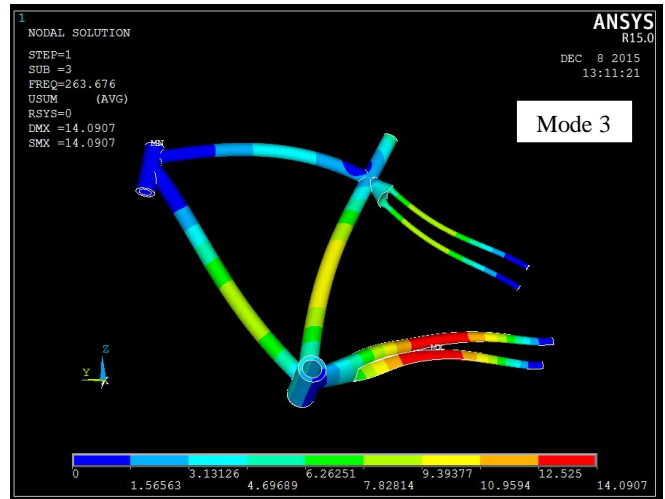 1
NODAL SOLUTION
STEP=1
SUB =3
FREQ=263.676
USUM (AVG)
RSYS=0
DMX =14.0907
SMX =14.0907
ANSYS
R15.0
DEC 8 2015
13:11:21
Mode 3
MN
MX
Z
Y X
0 3.13126 6.26251 9.39377 12.525
1.56563 4.69689 7.82814 10.9594 14.0907